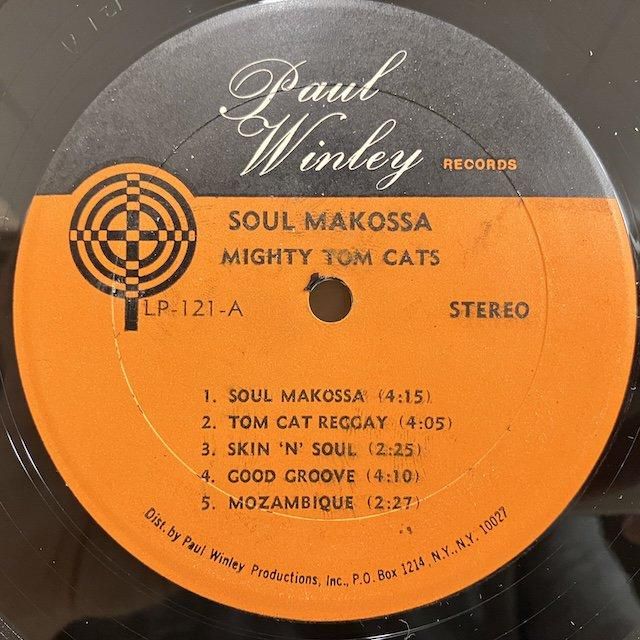 Paul
Winley RECORDS
SOUL MAKOSSA
MIGHTY TOM CATS
LP-121-A STEREO
1. SOUL MAKOSSA (4:15)
2. TOM CAT REGGAY (4:05)
3. SKIN 'N' SOUL (2:25)
4. GOOD GROOVE (4:10)
5. MOZAMBIQUE (2:27)
Dist. by Paul Winley Productions, Inc., P.O. Box 1214, N.Y., N.Y. 10027